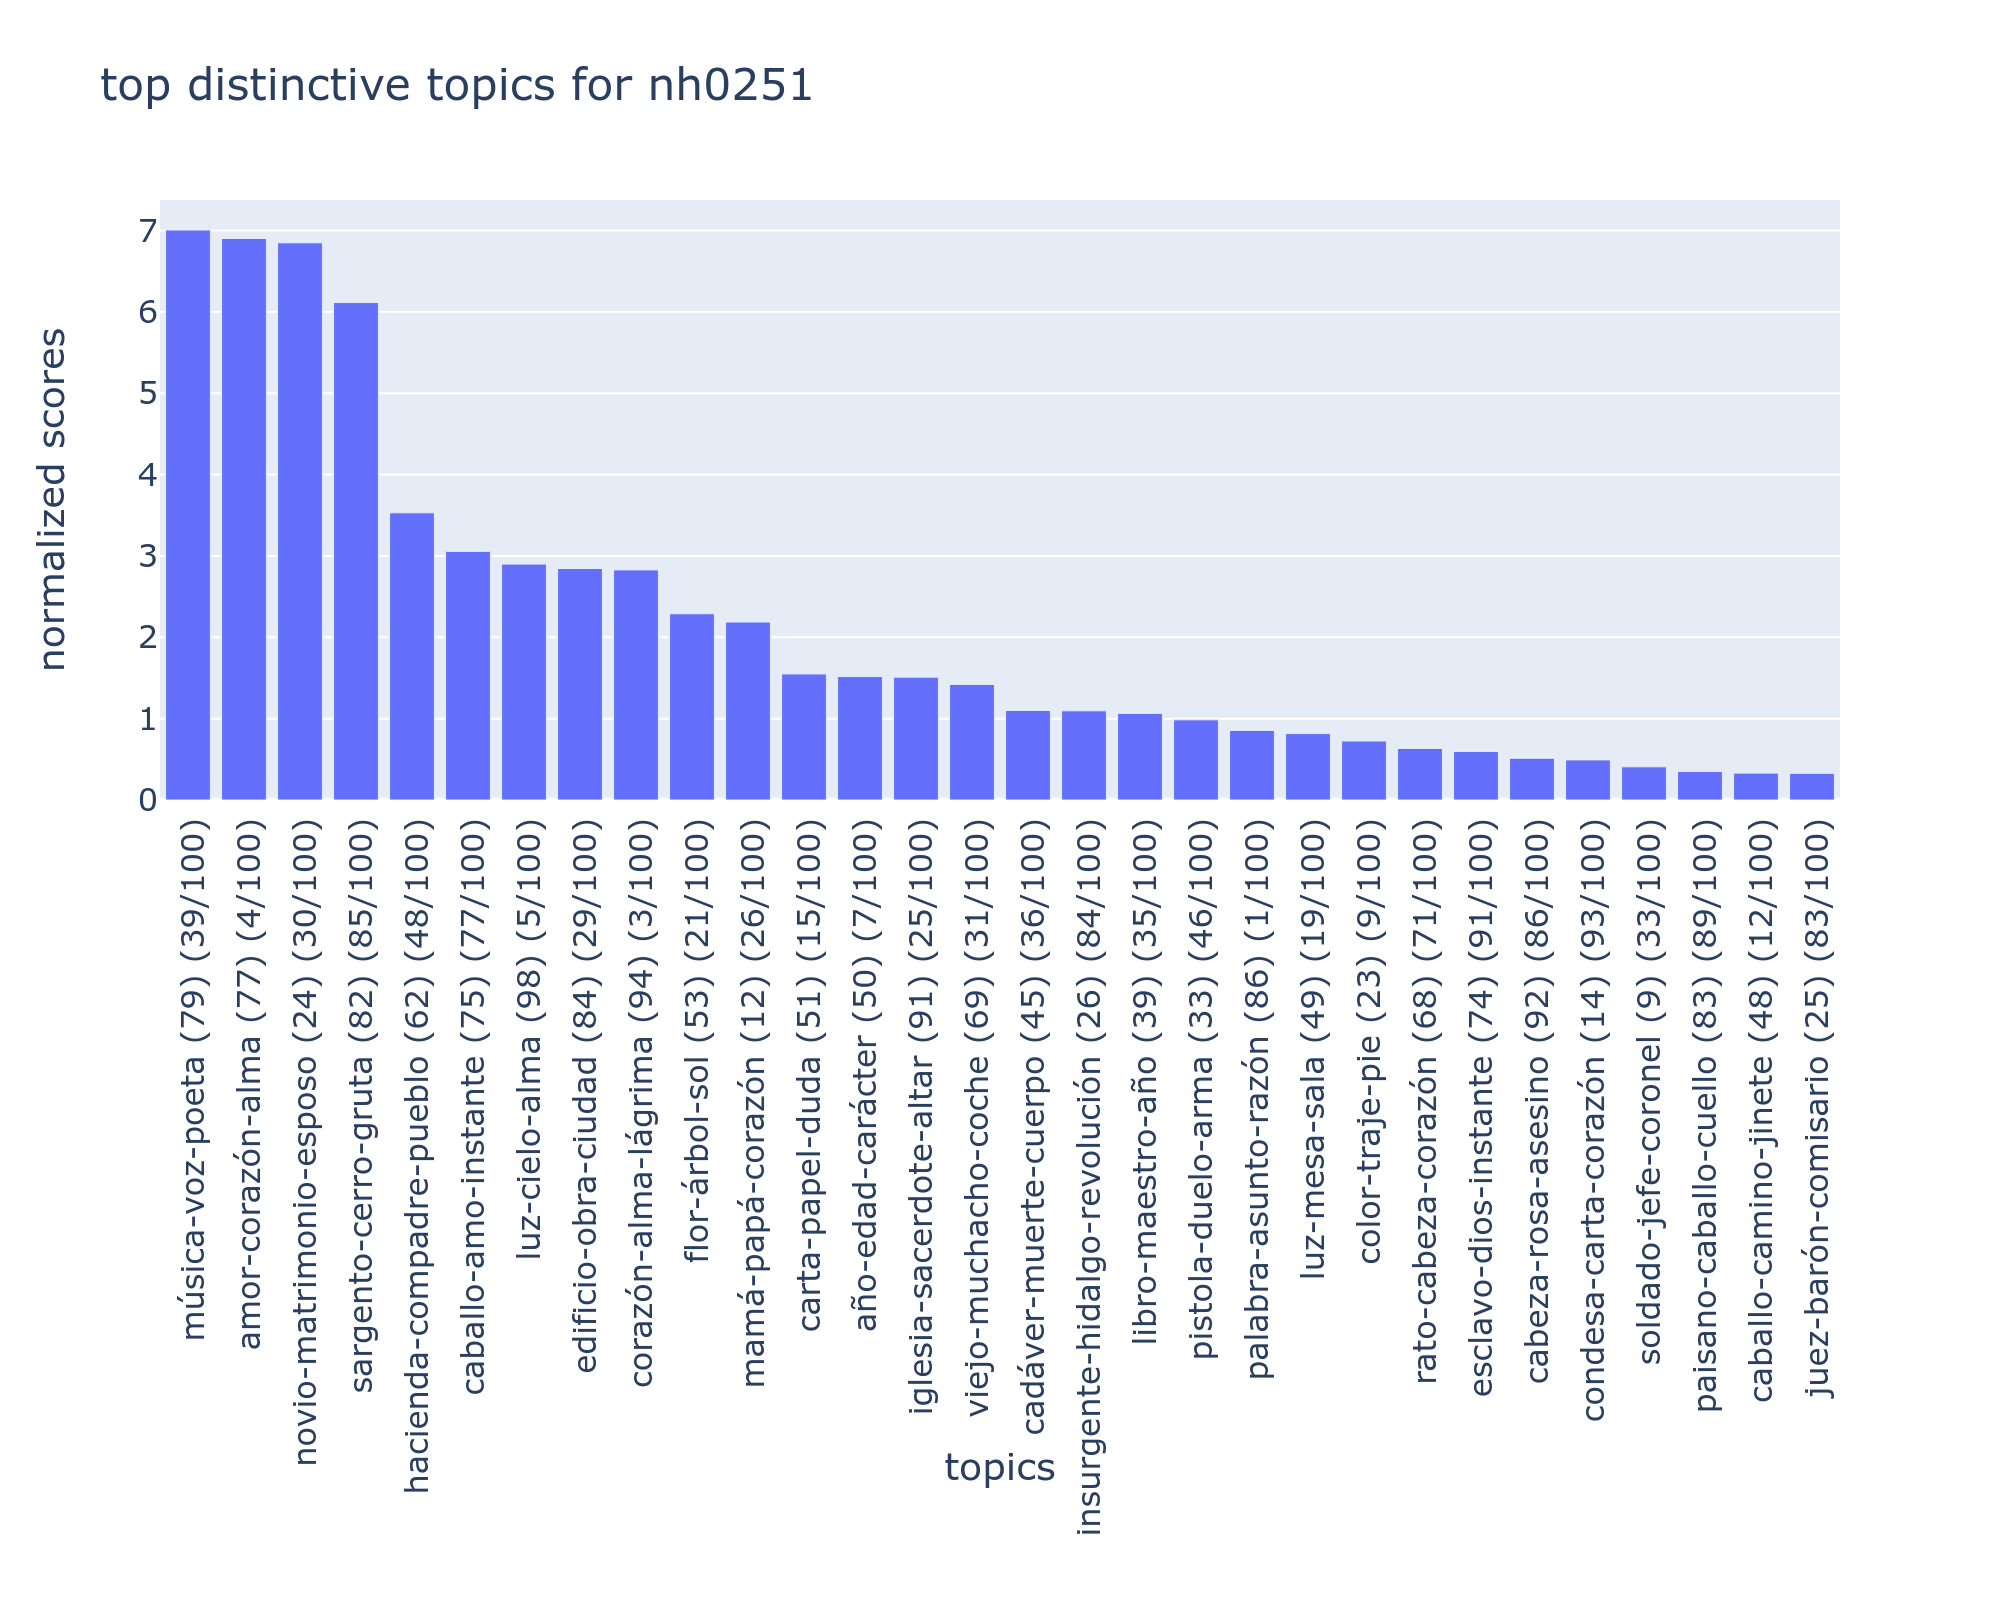 top distinctive topics for nh0251
normalized scores
7
6
5
4
3
2
1
0
música-voz-poeta (79) (39/100)
amor-corazón-alma (77) (4/100)
novio-matrimonio-esposo (24) (30/100)
sargento-cerro-gruta (82) (85/100)
hacienda-compadre-pueblo (62) (48/100)
caballo-amo-instante (75) (77/100)
luz-cielo-alma (98) (5/100)
edificio-obra-ciudad (84) (29/100)
corazón-alma-lágrima (94) (3/100)
flor-árbol-sol (53) (21/100)
mamá-papá-corazón (12) (26/100)
carta-papel-duda (51) (15/100)
año-edad-carácter (50) (7/100)
iglesia-sacerdote-altar (91) (25/100)
viejo-muchacho-coche (69) (31/100)
cadáver-muerte-cuerpo (45) (36/100)
insurgente-hidalgo-revolución (26) (84/100)
libro-maestro-año (39) (35/100)
pistola-duelo-arma (33) (46/100)
palabra-asunto-razón (86) (1/100)
luz-mesa-sala (49) (19/100)
color-traje-pie (23) (9/100)
rato-cabeza-corazón (68) (71/100)
esclavo-dios-instante (74) (91/100)
cabeza-rosa-asesino (92) (86/100)
condesa-carta-corazón (14) (93/100)
soldado-jefe-coronel (9) (33/100)
paisano-caballo-cuello (83) (89/100)
caballo-camino-jinete (48) (12/100)
juez-barón-comisario (25) (83/100)
topics